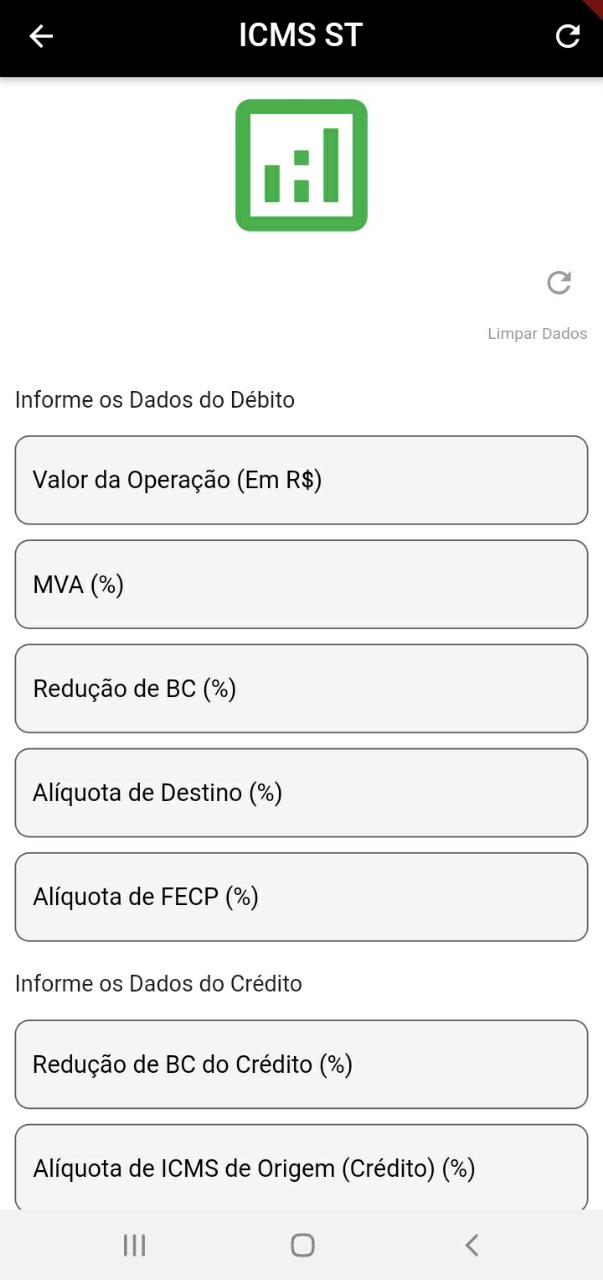 ICMS ST
Limpar Dados
Informe os Dados do Débito
Valor da Operação (Em R$)
MVA (%)
Redução de BC (%)
Alíquota de Destino (%)
Alíquota de FECP (%)
Informe os Dados do Crédito
Redução de BC do Crédito (%)
Alíquota de ICMS de Origem (Crédito) (%)